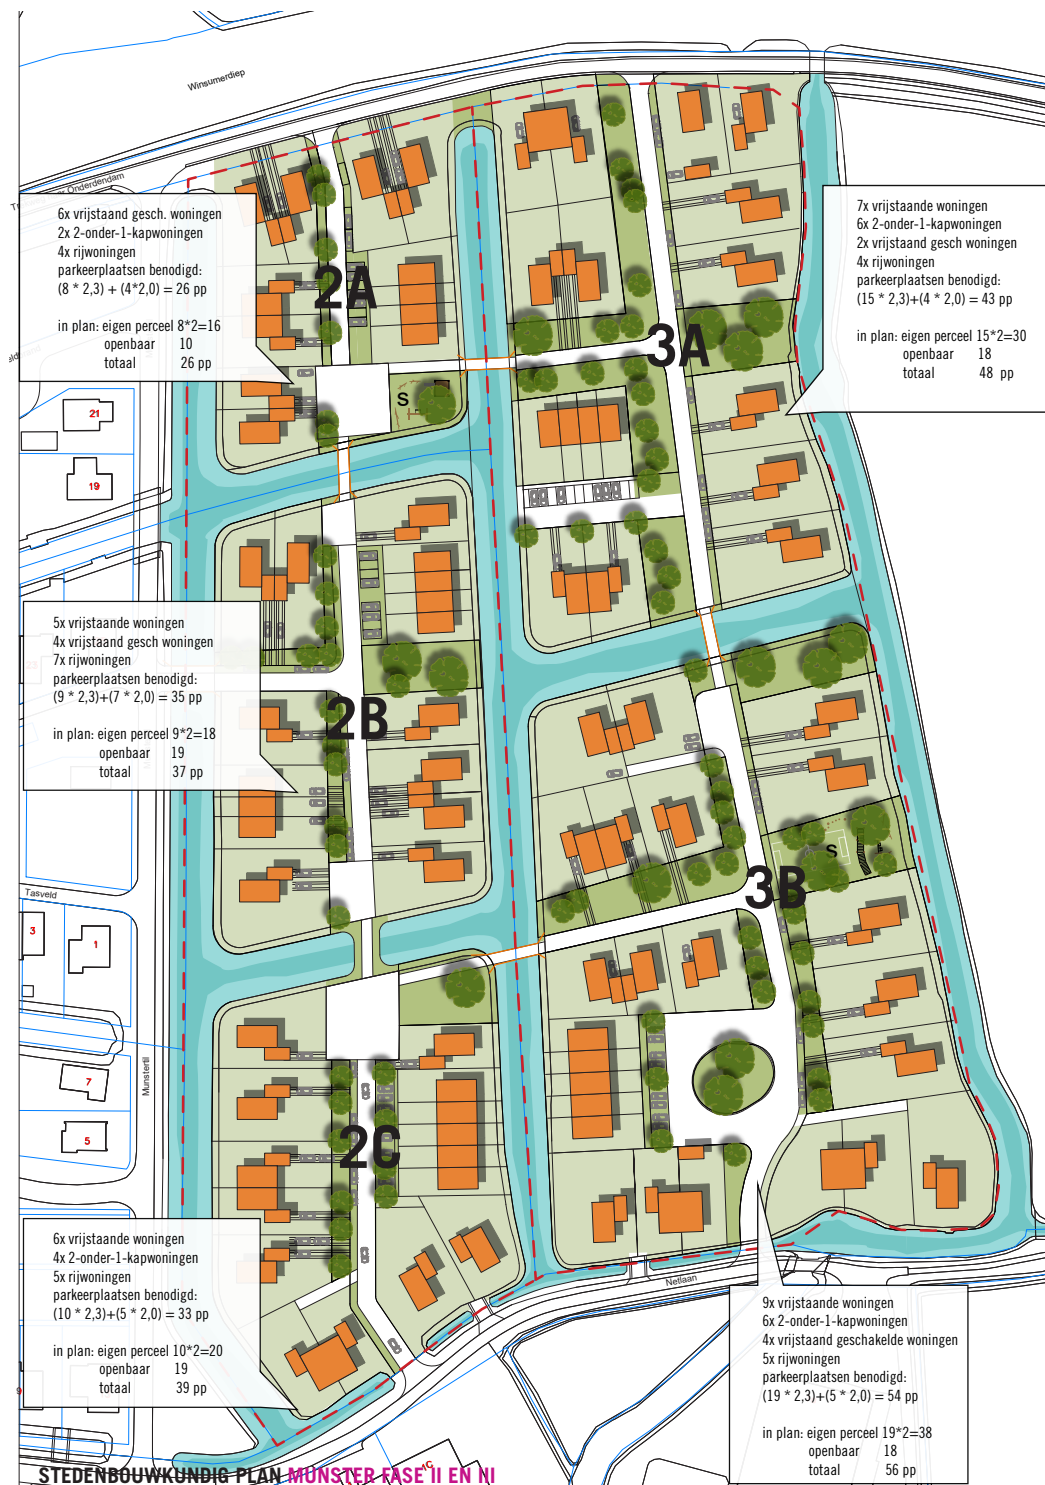 Winsumerdiep
Onderdendam
6x vrijstaand gesch. woningen
2x 2-onder-1-kapwoningen
4x rijwoningen
parkeerplaatsen benodigd:
(8 * 2,3) + (4*2,0) = 26 pp
in plan: eigen perceel 8*2=16
openbaar 10
totaal 26 pp
7x vrijstaande woningen
6x 2-onder-1-kapwoningen
2x vrijstaand gesch woningen
4x rijwoningen
parkeerplaatsen benodigd:
(15 * 2,3)+(4 * 2,0) = 43 pp
in plan: eigen perceel 15*2=30
openbaar 18
totaal 48 pp
2A
3A
S
21
19
5x vrijstaande woningen
4x vrijstaand gesch woningen
7x rijwoningen
parkeerplaatsen benodigd:
(9 * 2,3)+(7 * 2,0) = 35 pp
in plan: eigen perceel 9*2=18
openbaar 19
totaal 37 pp
2B
S
3B
Tasveld
3
1
7
5
Munstertil
2C
6x vrijstaande woningen
4x 2-onder-1-kapwoningen
5x rijwoningen
parkeerplaatsen benodigd:
(10 * 2,3)+(5 * 2,0) = 33 pp
in plan: eigen perceel 10*2=20
openbaar 19
totaal 39 pp
Netlaan
9x vrijstaande woningen
6x 2-onder-1-kapwoningen
4x vrijstaand geschakelde woningen
5x rijwoningen
parkeerplaatsen benodigd:
(19 * 2,3)+(5 * 2,0) = 54 pp
in plan: eigen perceel 19*2=38
openbaar 18
totaal 56 pp
9
STEDENBOUWKUNDIG PLAN MUNSTER FASE II EN III